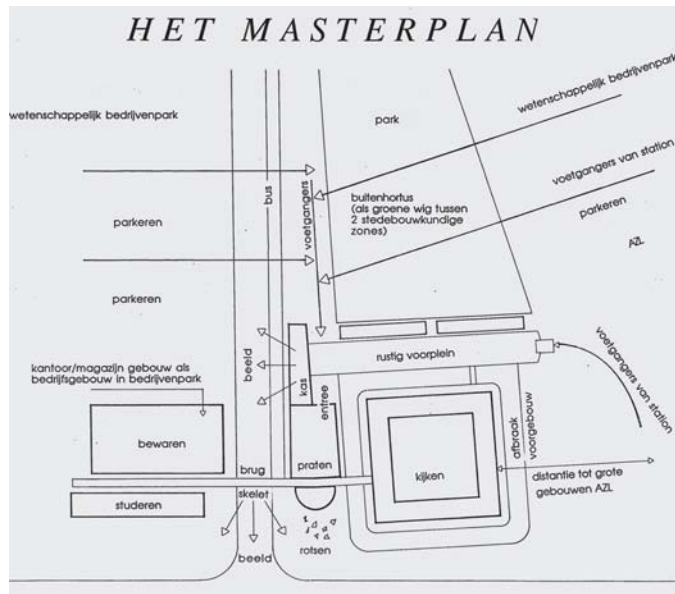 HET MASTERPLAN
wetenschappelijk bedrijvenpark
wetenschappelijk bedrijvenpark
park
voetgangers van station
bus
voetgangers
buitenhortus
(als groene wig tussen
2 stedebouwkundige
zones)
parkeren
parkeren
AZL
parkeren
beeld
kas
entree
rustig voorplein
voetgangers van station
kantoor/magazijn gebouw als
bedrijfsgebouw in bedrijvenpark
afbraak
voorgebouw
bewaren
brug
praten
kijken
distantie tot grote
gebouwen AZL
studeren
skelet
rotsen
beeld